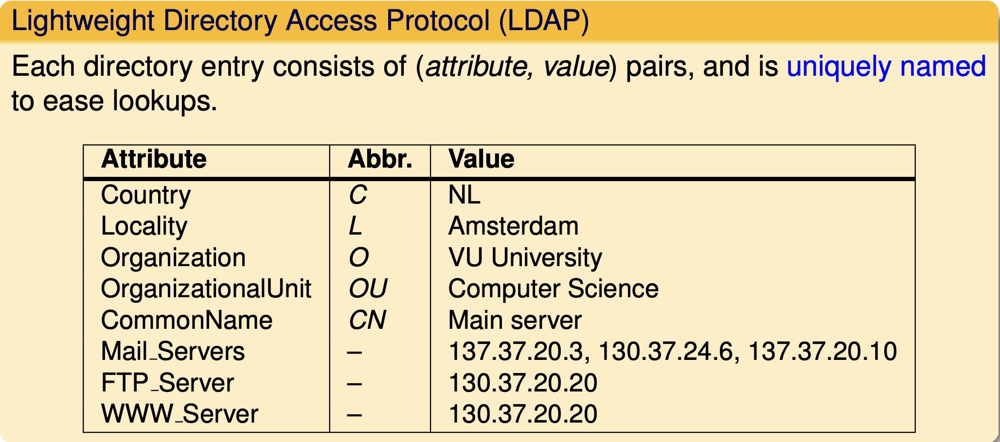 Lightweight Directory Access Protocol (LDAP)
Each directory entry consists of (attribute, value) pairs, and is uniquely named
to ease lookups.
Attribute Abbr. Value
Country C NL
Locality L Amsterdam
Organization O VU University
OrganizationalUnit OU Computer Science
CommonName CN Main server
Mail_Servers – 137.37.20.3, 130.37.24.6, 137.37.20.10
FTP_Server – 130.37.20.20
WWW_Server – 130.37.20.20